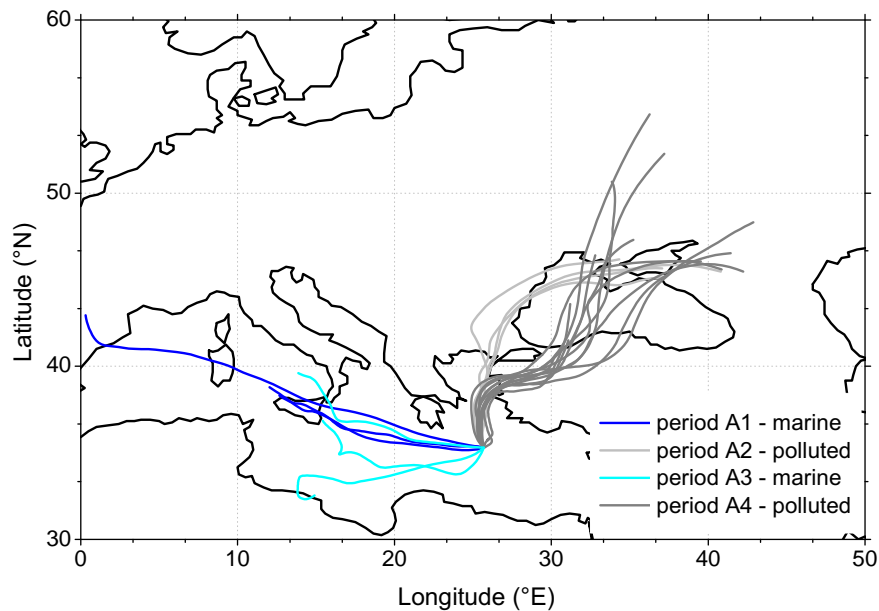 60
50
40
30
Latitude (°N)
0
10
20
30
40
50
Longitude (°E)
period A1 - marine
period A2 - polluted
period A3 - marine
period A4 - polluted